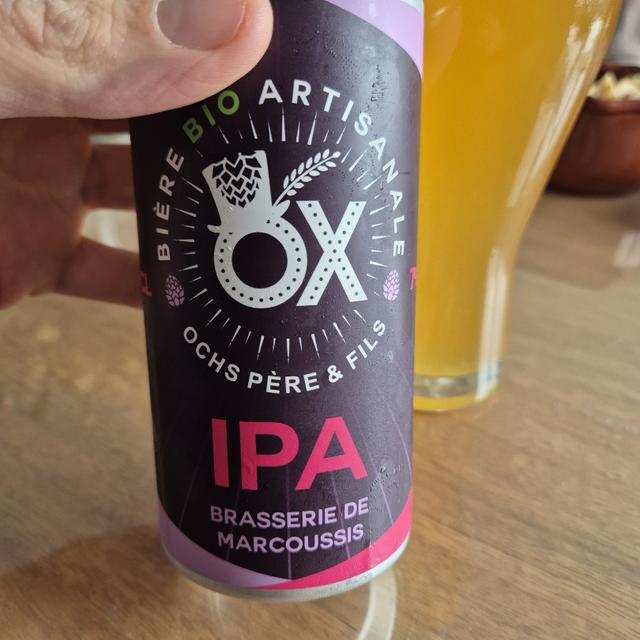 BIÈRE BIO ARTISANALE
OX
OCHS PÈRE & FILS
IPA
BRASSERIE DE
MARCOUSSIS